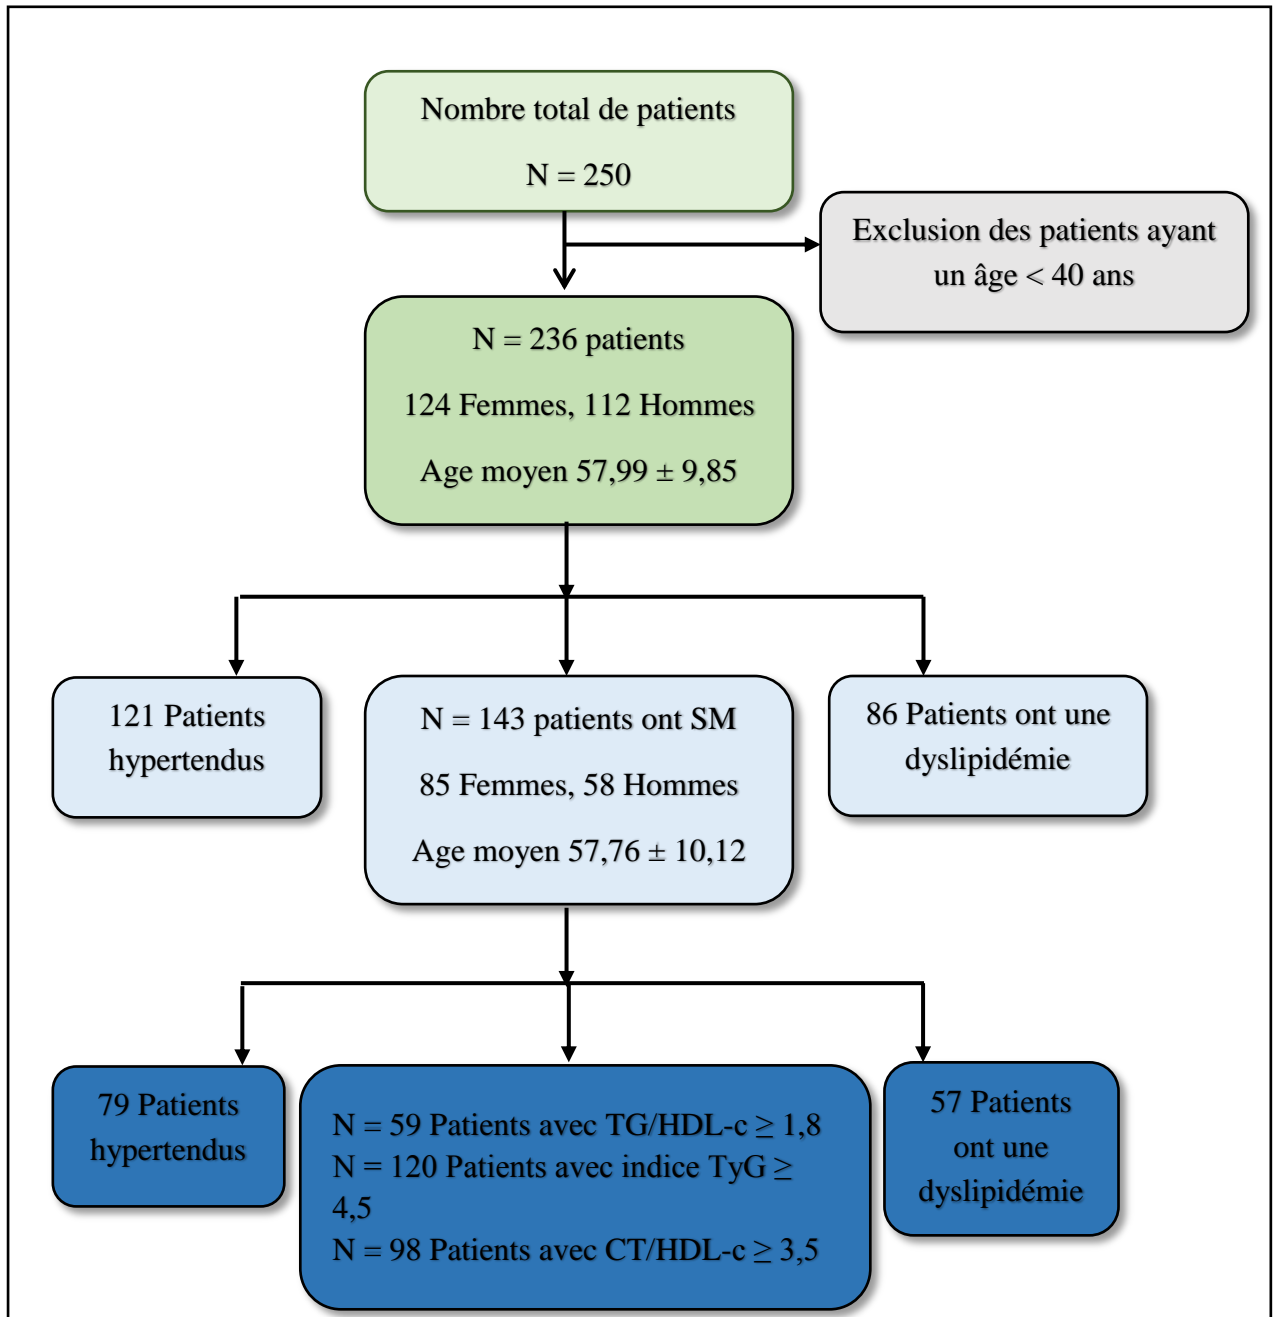 Nombre total de patients
N = 250
Exclusion des patients ayant
un âge < 40 ans
N = 236 patients
124 Femmes, 112 Hommes
Age moyen 57,99 ± 9,85
121 Patients
hypertendus
N = 143 patients ont SM
85 Femmes, 58 Hommes
Age moyen 57,76 ± 10,12
86 Patients ont une
dyslipidémie
79 Patients
hypertendus
N = 59 Patients avec TG/HDL-c ≥ 1,8
N = 120 Patients avec indice TyG ≥
4,5
N = 98 Patients avec CT/HDL-c ≥ 3,5
57 Patients
ont une
dyslipidémie